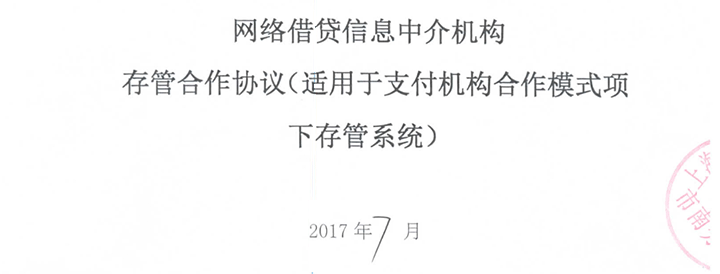 网络借贷信息中介机构
存管合作协议（适用于支付机构合作模式项
下存管系统）
2017 年 7 月
上
市南